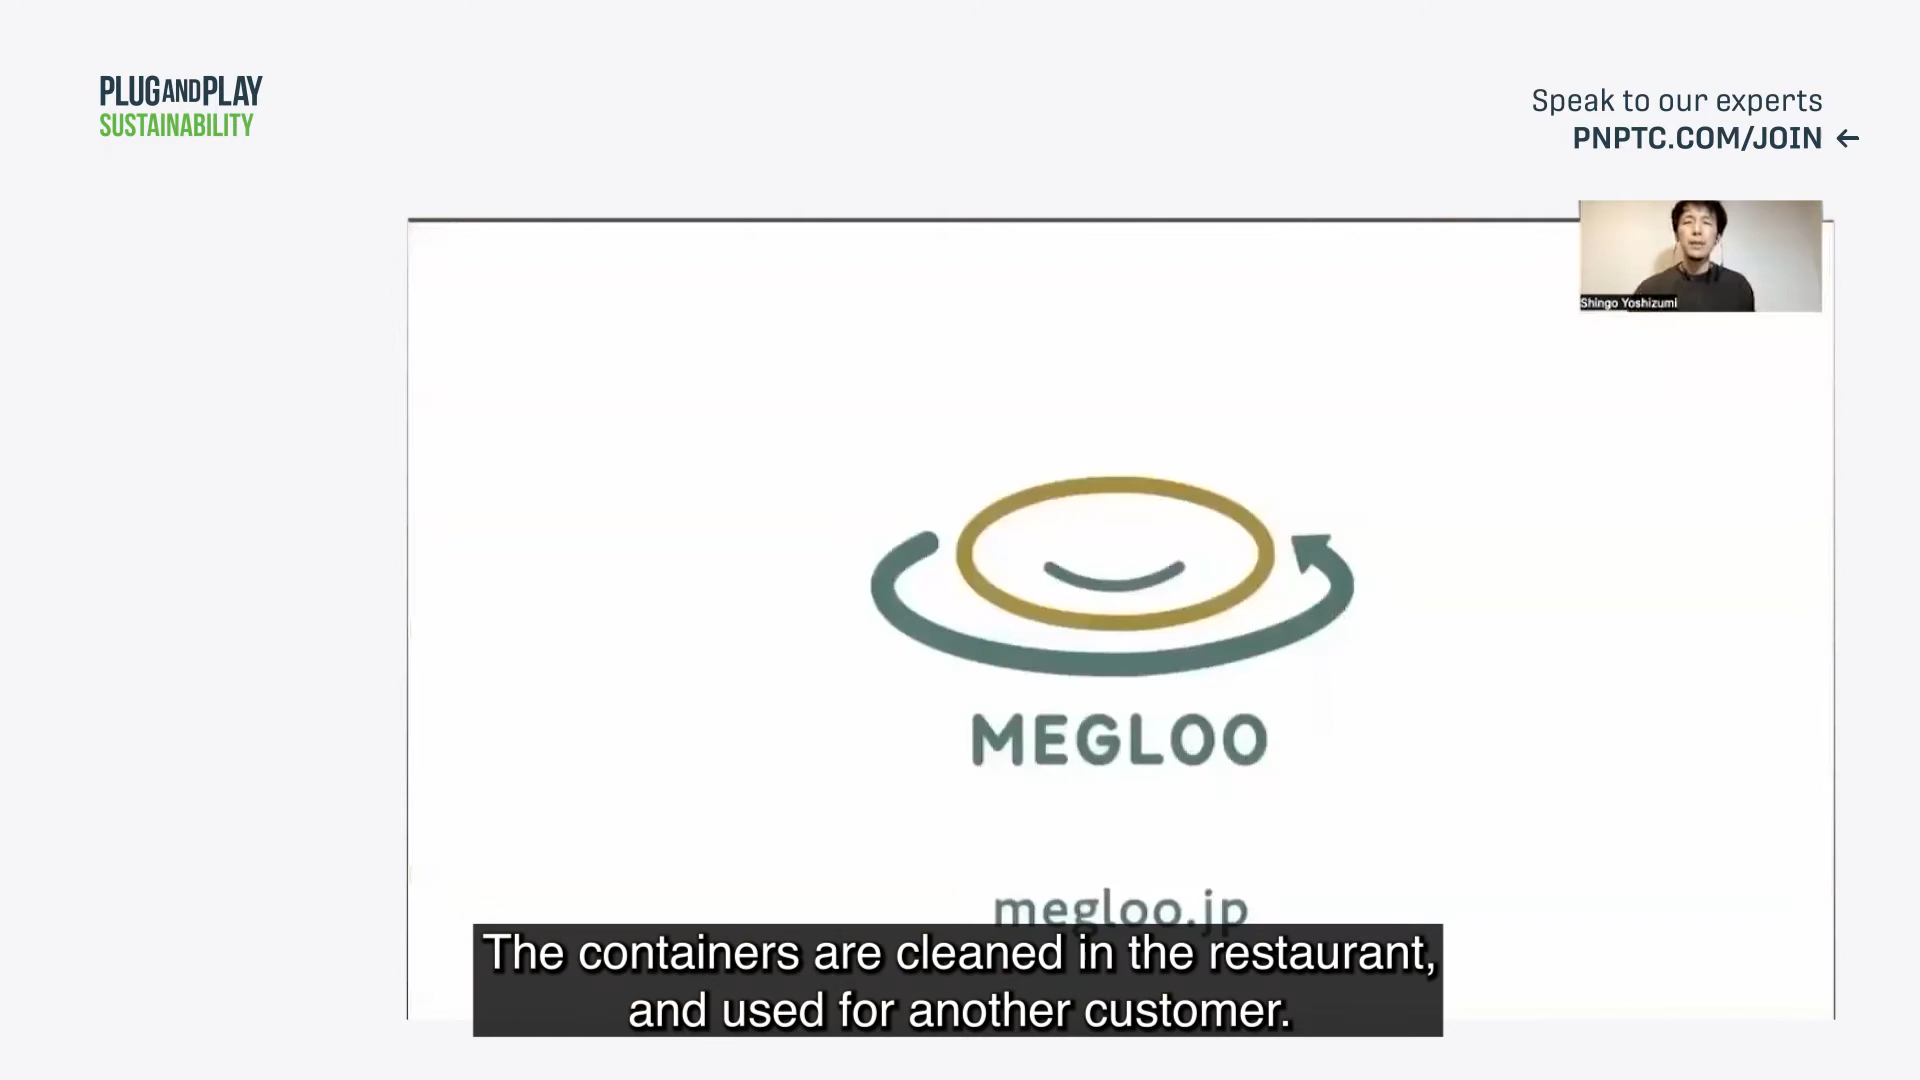 PLUGANDPLAY
SUSTAINABILITY
Speak to our experts
PNPTC.COM/JOIN ←
Shingo Yoshizumi
MEGLOO
megloo.jp
The containers are cleaned in the restaurant,
and used for another customer.